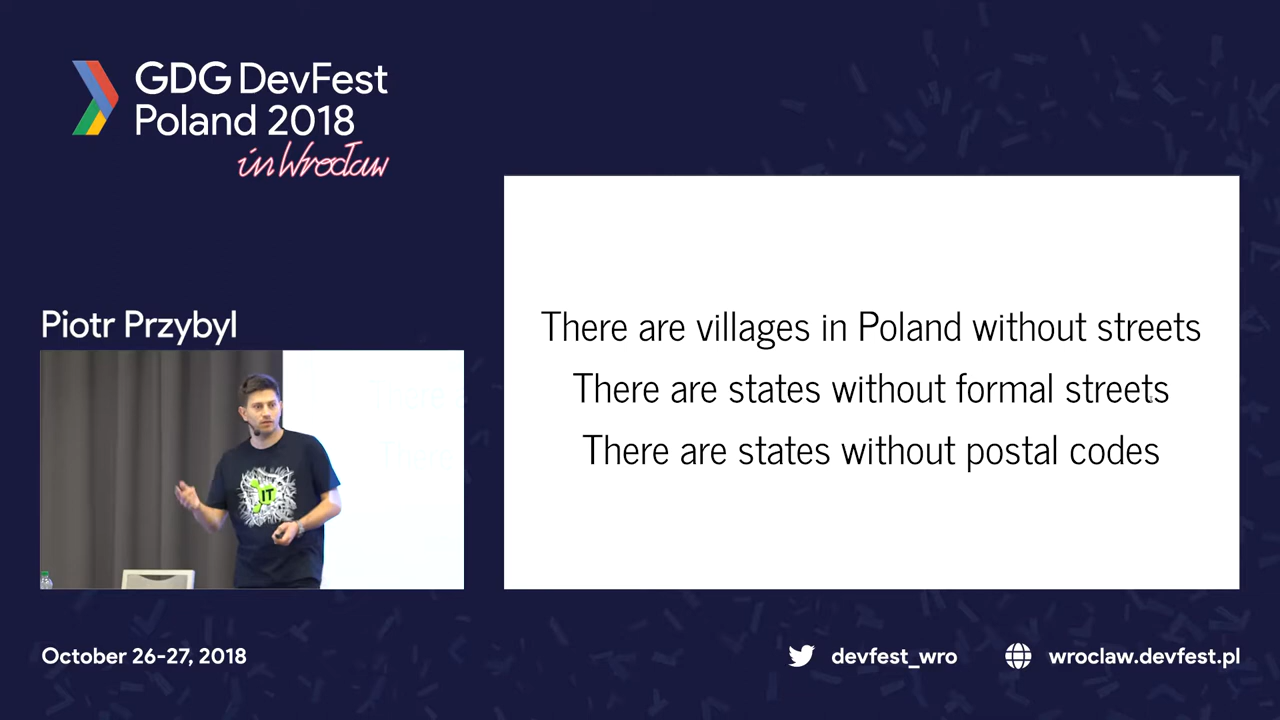 GDG DevFest
Poland 2018
in Wrocław
Piotr Przybyl
IT
There are villages in Poland without streets
There are states without formal streets
There are states without postal codes
October 26-27, 2018
devfest_wro
wroclaw.devfest.pl